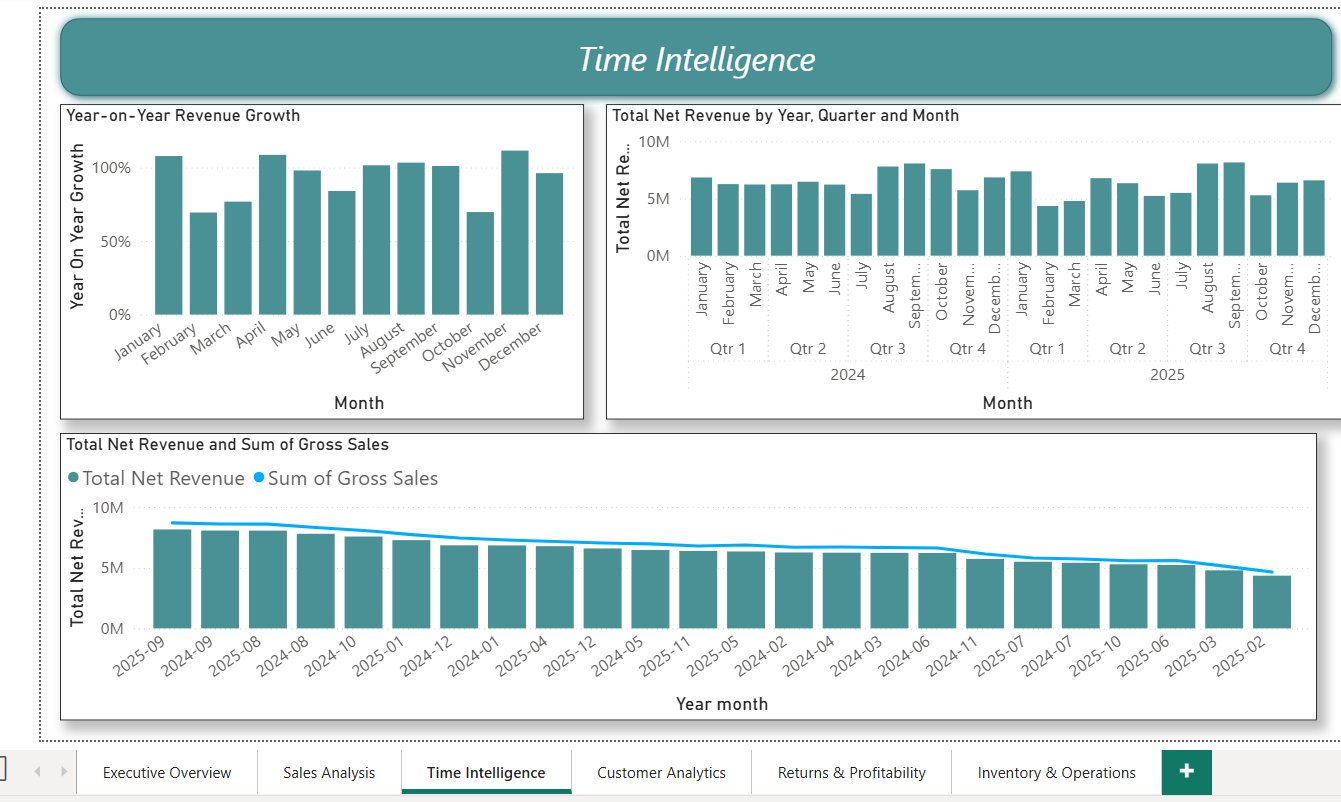 Time Intelligence
Year-on-Year Revenue Growth
Year On Year Growth
100%
50%
0%
January
February
March
April
May
June
July
August
September
October
November
December
Month
Total Net Revenue by Year, Quarter and Month
Total Net Re...
10M
5M
0M
January
February
March
April
May
June
July
August
Septem...
October
Novem...
Decemb...
January
February
March
April
May
June
July
August
Septem...
October
Novem...
Decemb...
Qtr 1 Qtr 2 Qtr 3 Qtr 4 Qtr 1 Qtr 2 Qtr 3 Qtr 4
2024 2025
Month
Total Net Revenue and Sum of Gross Sales
Total Net Revenue Sum of Gross Sales
Total Net Rev...
10M
5M
0M
2025-09
2024-09
2025-08
2024-08
2024-10
2025-01
2024-12
2024-01
2025-04
2025-12
2024-05
2025-11
2025-05
2024-02
2024-04
2024-03
2024-06
2024-11
2025-07
2024-07
2025-10
2025-06
2025-03
2025-02
Year month
Executive Overview Sales Analysis Time Intelligence Customer Analytics Returns & Profitability Inventory & Operations +